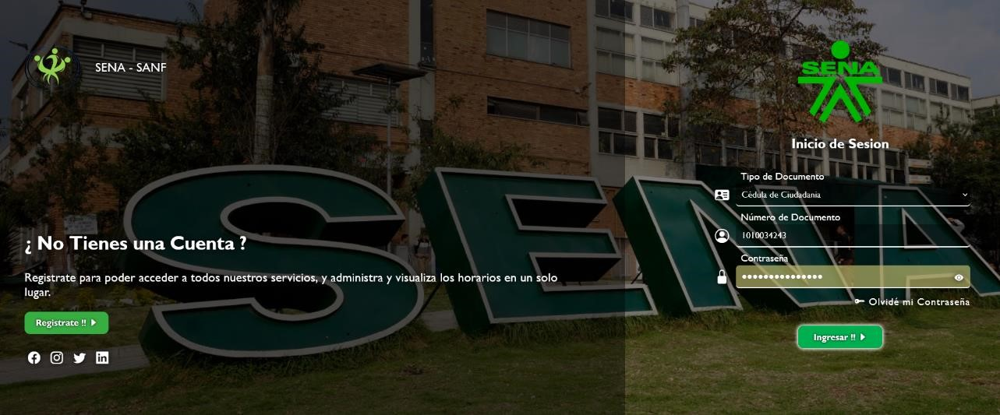 SENA - SANF
¿ No Tienes una Cuenta ?
Registrate para poder acceder a todos nuestros servicios, y administra y visualiza los horarios en un solo
lugar.
Registrate !!
SENA
SENA
Inicio de Sesion
Tipo de Documento
Cédula de Ciudadania
Número de Documento
1010034243
Contraseña
•••••••••••••••
Olvidé mi Contraseña
Ingresar !!